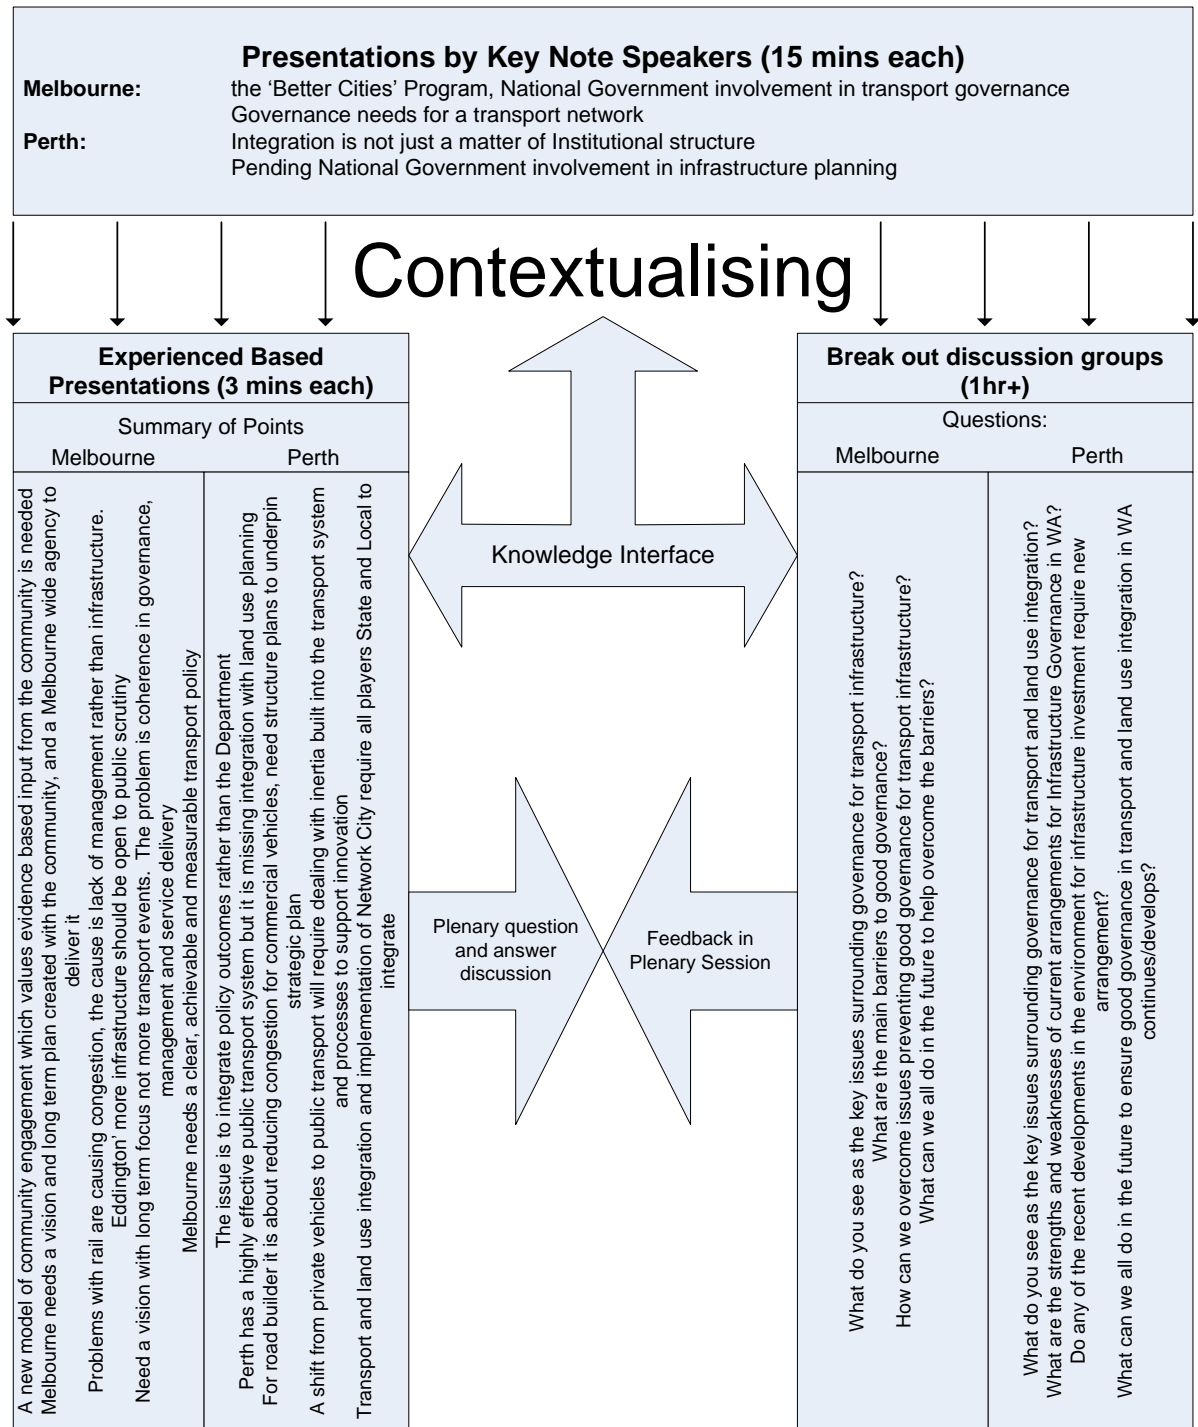 Presentations by Key Note Speakers (15 mins each)
Melbourne: the ‘Better Cities’ Program, National Government involvement in transport governance
Governance needs for a transport network
Perth: Integration is not just a matter of Institutional structure
Pending National Government involvement in infrastructure planning
Contextualising
Experienced Based
Presentations (3 mins each)
Summary of Points
Melbourne Perth
A new model of community engagement which values evidence based input from the community is needed
Melbourne needs a vision and long term plan created with the community, and a Melbourne wide agency to
deliver it
Problems with rail are causing congestion, the cause is lack of management rather than infrastructure.
Eddington’ more infrastructure should be open to public scrutiny
Need a vision with long term focus not more transport events.  The problem is coherence in governance,
management and service delivery
Melbourne needs a clear, achievable and measurable transport policy
The issue is to integrate policy outcomes rather than the Department
Perth has a highly effective public transport system but it is missing integration with land use planning
For road builder it is about reducing congestion for commercial vehicles, need structure plans to underpin
strategic plan
A shift from private vehicles to public transport will require dealing with inertia built into the transport system
and processes to support innovation
Transport and land use integration and implementation of Network City require all players State and Local to
integrate
Knowledge Interface
Plenary question
and answer
discussion
Feedback in
Plenary Session
Break out discussion groups
(1hr+)
Questions:
Melbourne Perth
What do you see as the key issues surrounding governance for transport infrastructure?
What are the main barriers to good governance?
How can we overcome issues preventing good governance for transport infrastructure?
What can we all do in the future to help overcome the barriers?
What do you see as the key issues surrounding governance for transport and land use integration?
What are the strengths and weaknesses of current arrangements for Infrastructure Governance in WA?
Do any of the recent developments in the environment for infrastructure investment require new
arrangement?
What can we all do in the future to ensure good governance in transport and land use integration in WA
continues/develops?